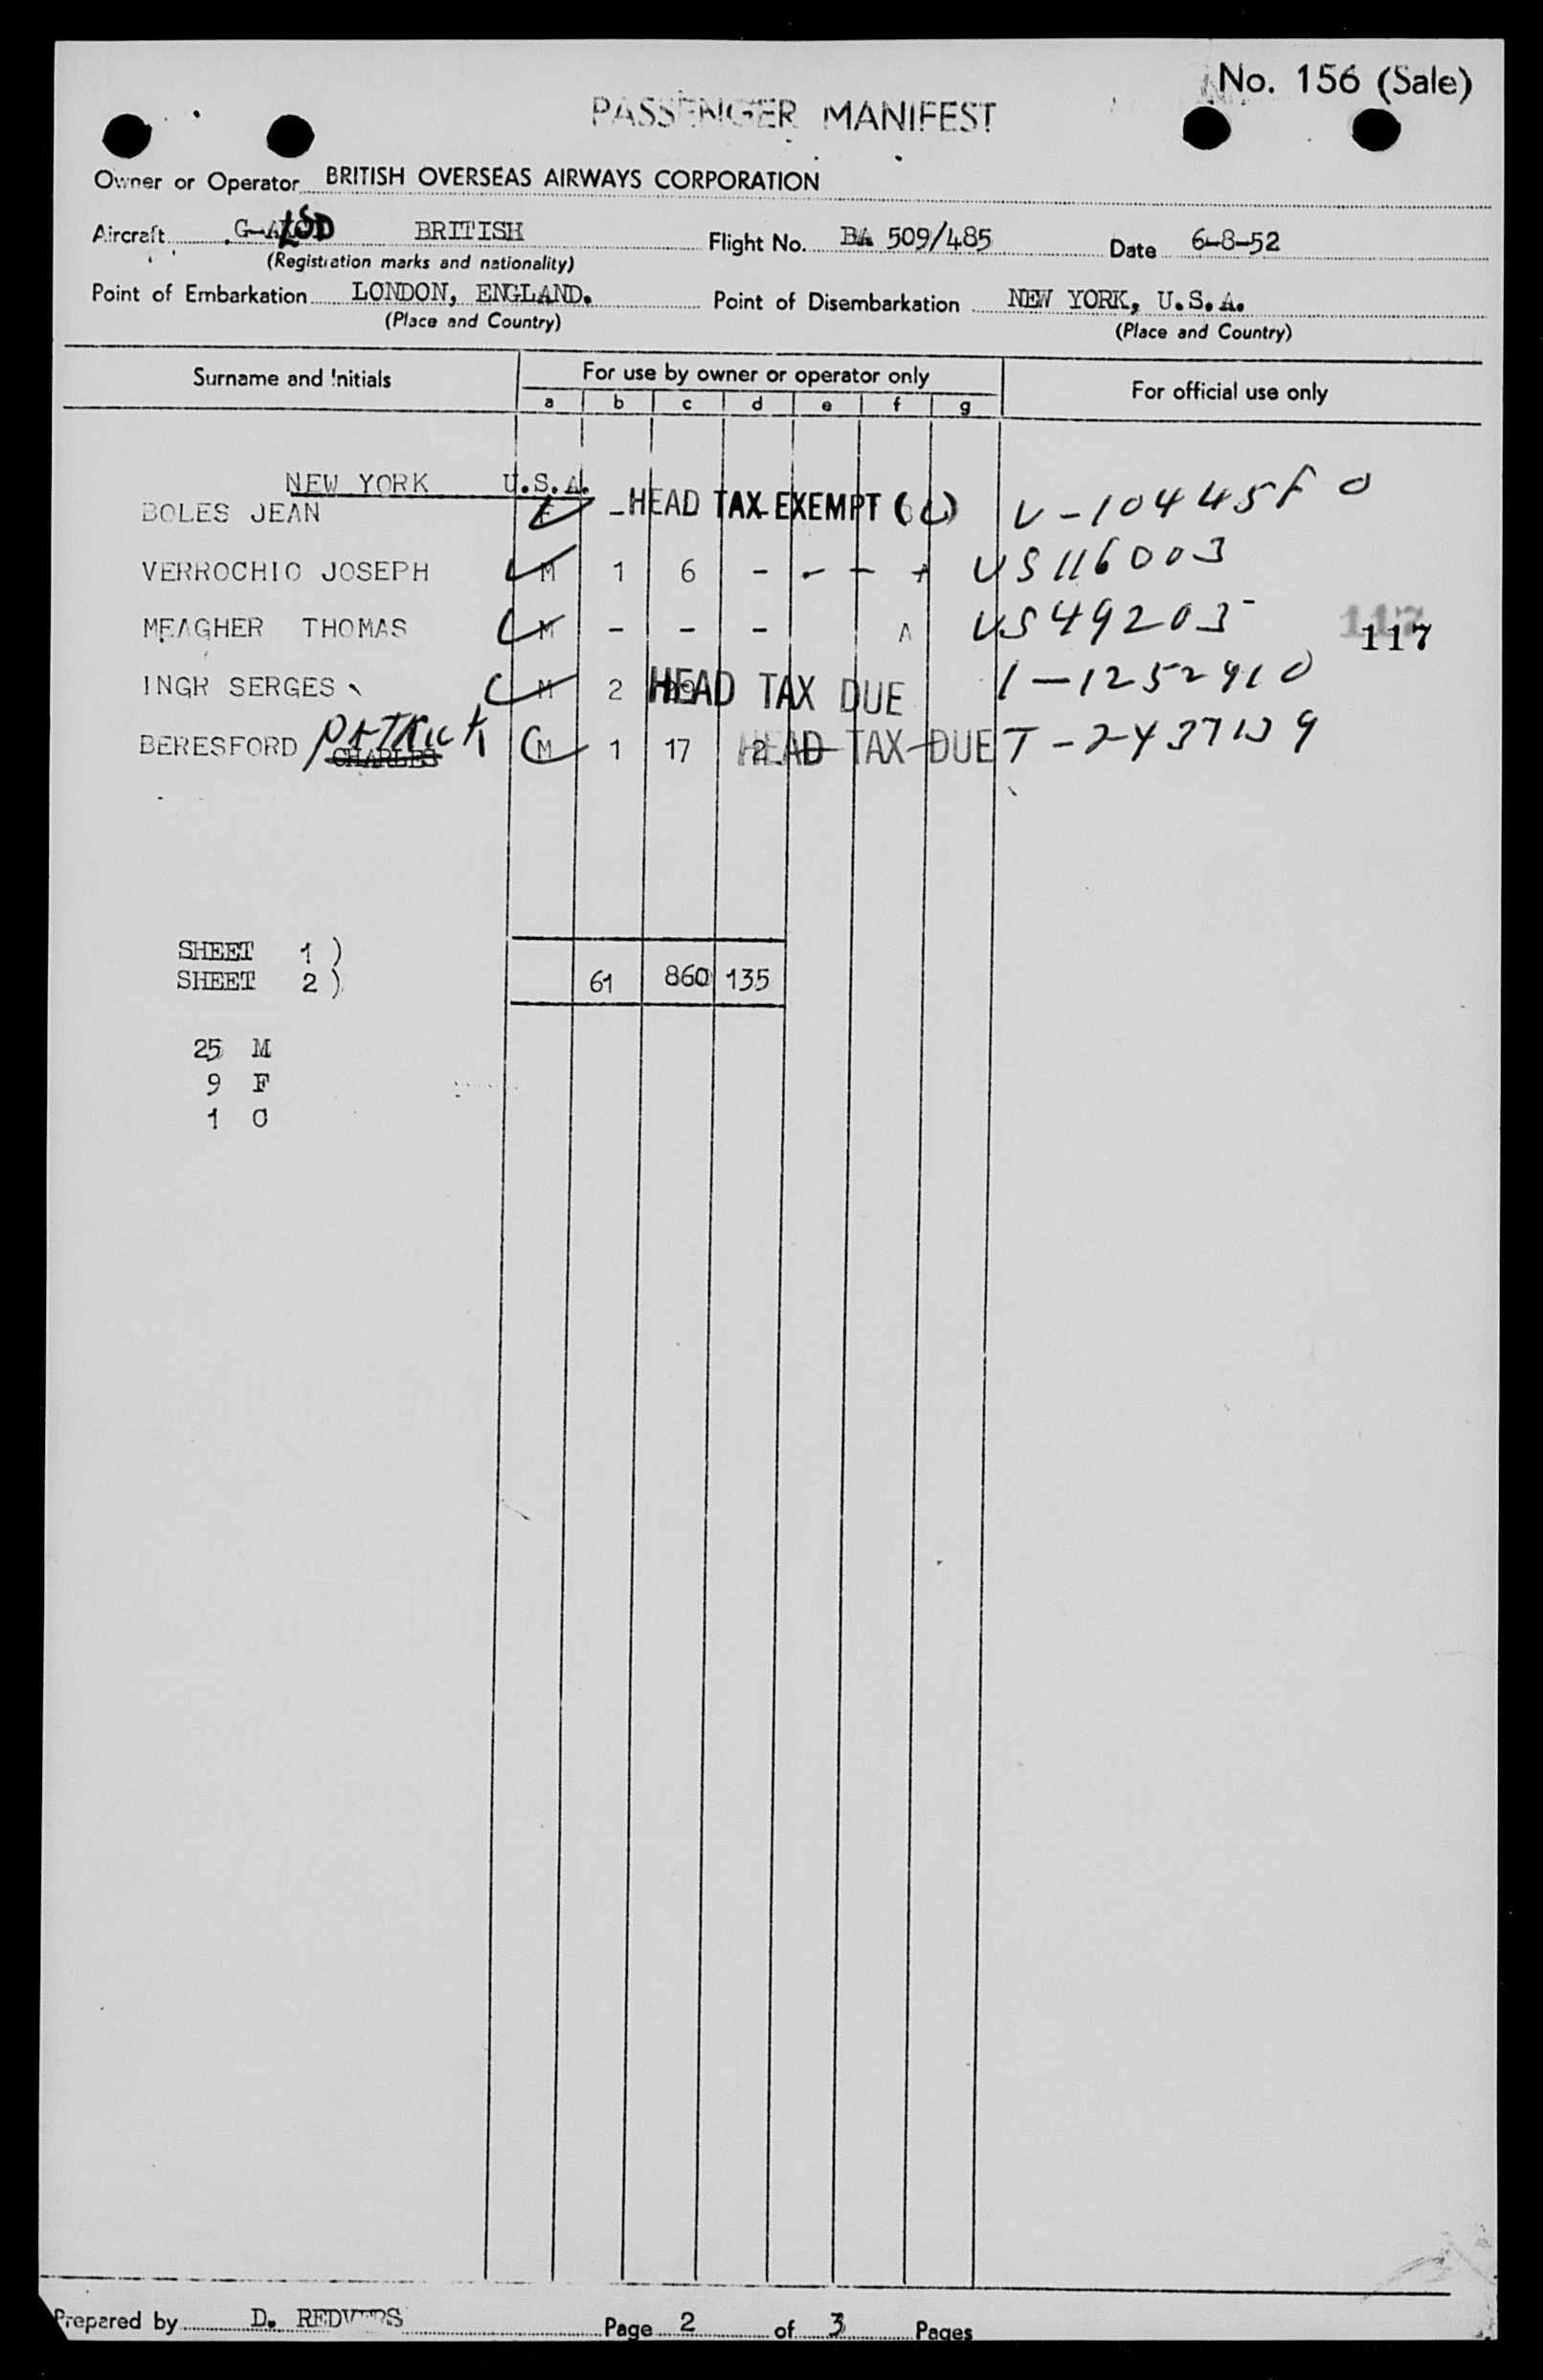 No. 156 (Sale)
PASSENGER MANIFEST
Owner or Operator BRITISH OVERSEAS AIRWAYS CORPORATION
Aircraft G-ALSD BRITISH Flight No. BA 509/485 Date 6-8-52
(Registration marks and nationality)
Point of Embarkation LONDON, ENGLAND. Point of Disembarkation NEW YORK, U.S.A.
(Place and Country) (Place and Country)
Surname and Initials For use by owner or operator only For official use only
a b c d e f g
NEW YORK U.S.A.
BOLES JEAN F - HEAD TAX EXEMPT
VERROCHIO JOSEPH M 1 6 - - - US 116003
MEAGHER THOMAS M - - - US 49203
117
INGR SERGES M 2 HEAD TAX DUE 1-1252910
BERESFORD CHARLES PATRICK M 1 17 2 HEAD TAX DUE
SHEET 1 )
SHEET 2 ) 61 860 135
25 M
9 F
1 C
Prepared by D. REDVERS Page 2 of 3 Pages